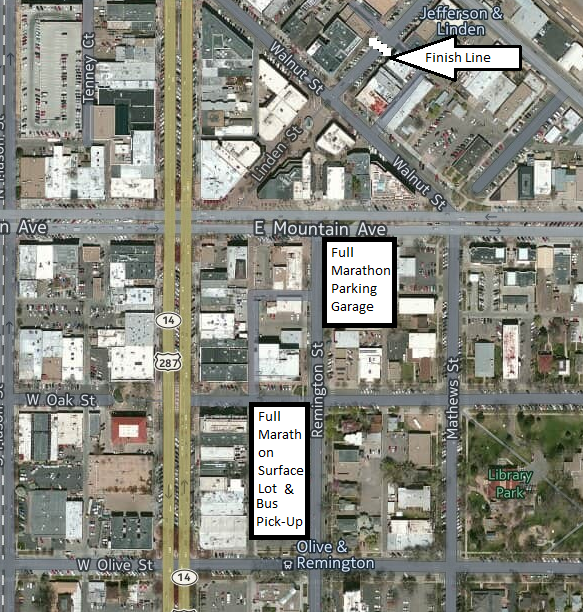 Jefferson &
Linden
Finish Line
Walnut St
Tenney Ct
Linden St
Walnut St
n Ave
E Mountain Ave
Full
Marathon
Parking
Garage
14
287
Remington St
Mathews St
W Oak St
Full
Marath
on
Surface
Lot &
Bus
Pick-Up
Library
Park
W Olive St
Olive &
Remington
14